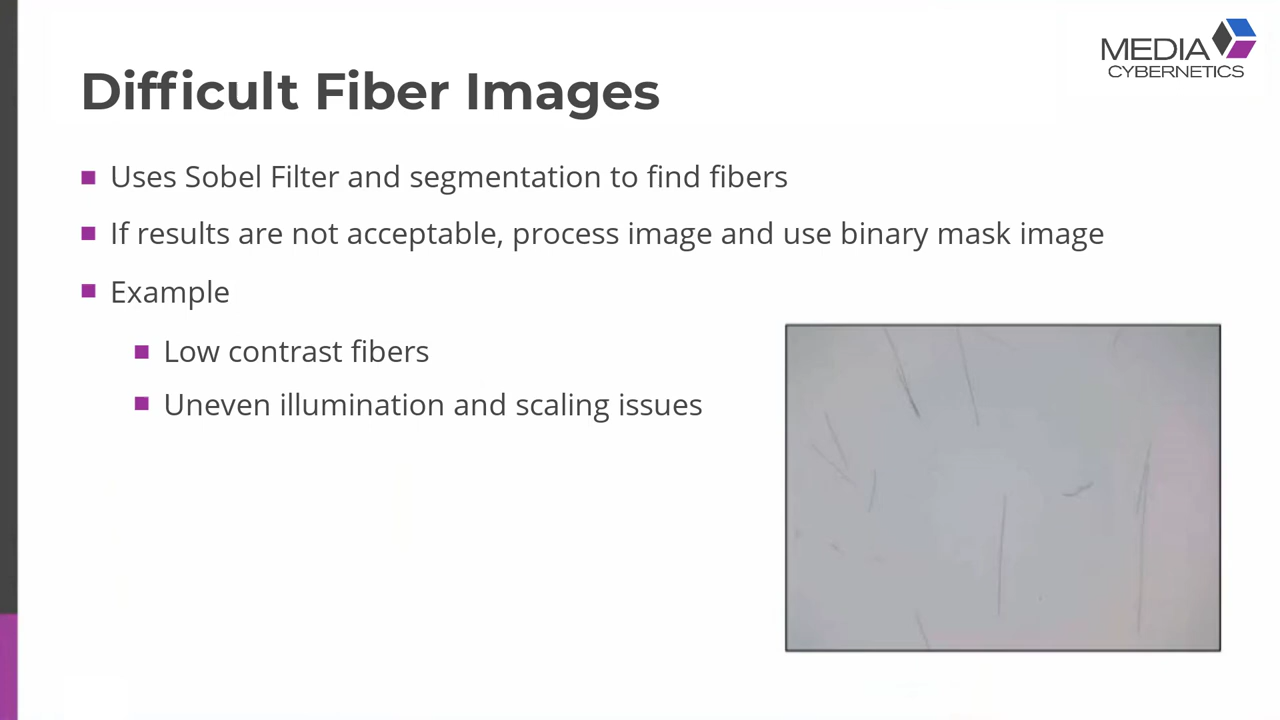 MEDIA
CYBERNETICS
Difficult Fiber Images
Uses Sobel Filter and segmentation to find fibers
If results are not acceptable, process image and use binary mask image
Example
Low contrast fibers
Uneven illumination and scaling issues